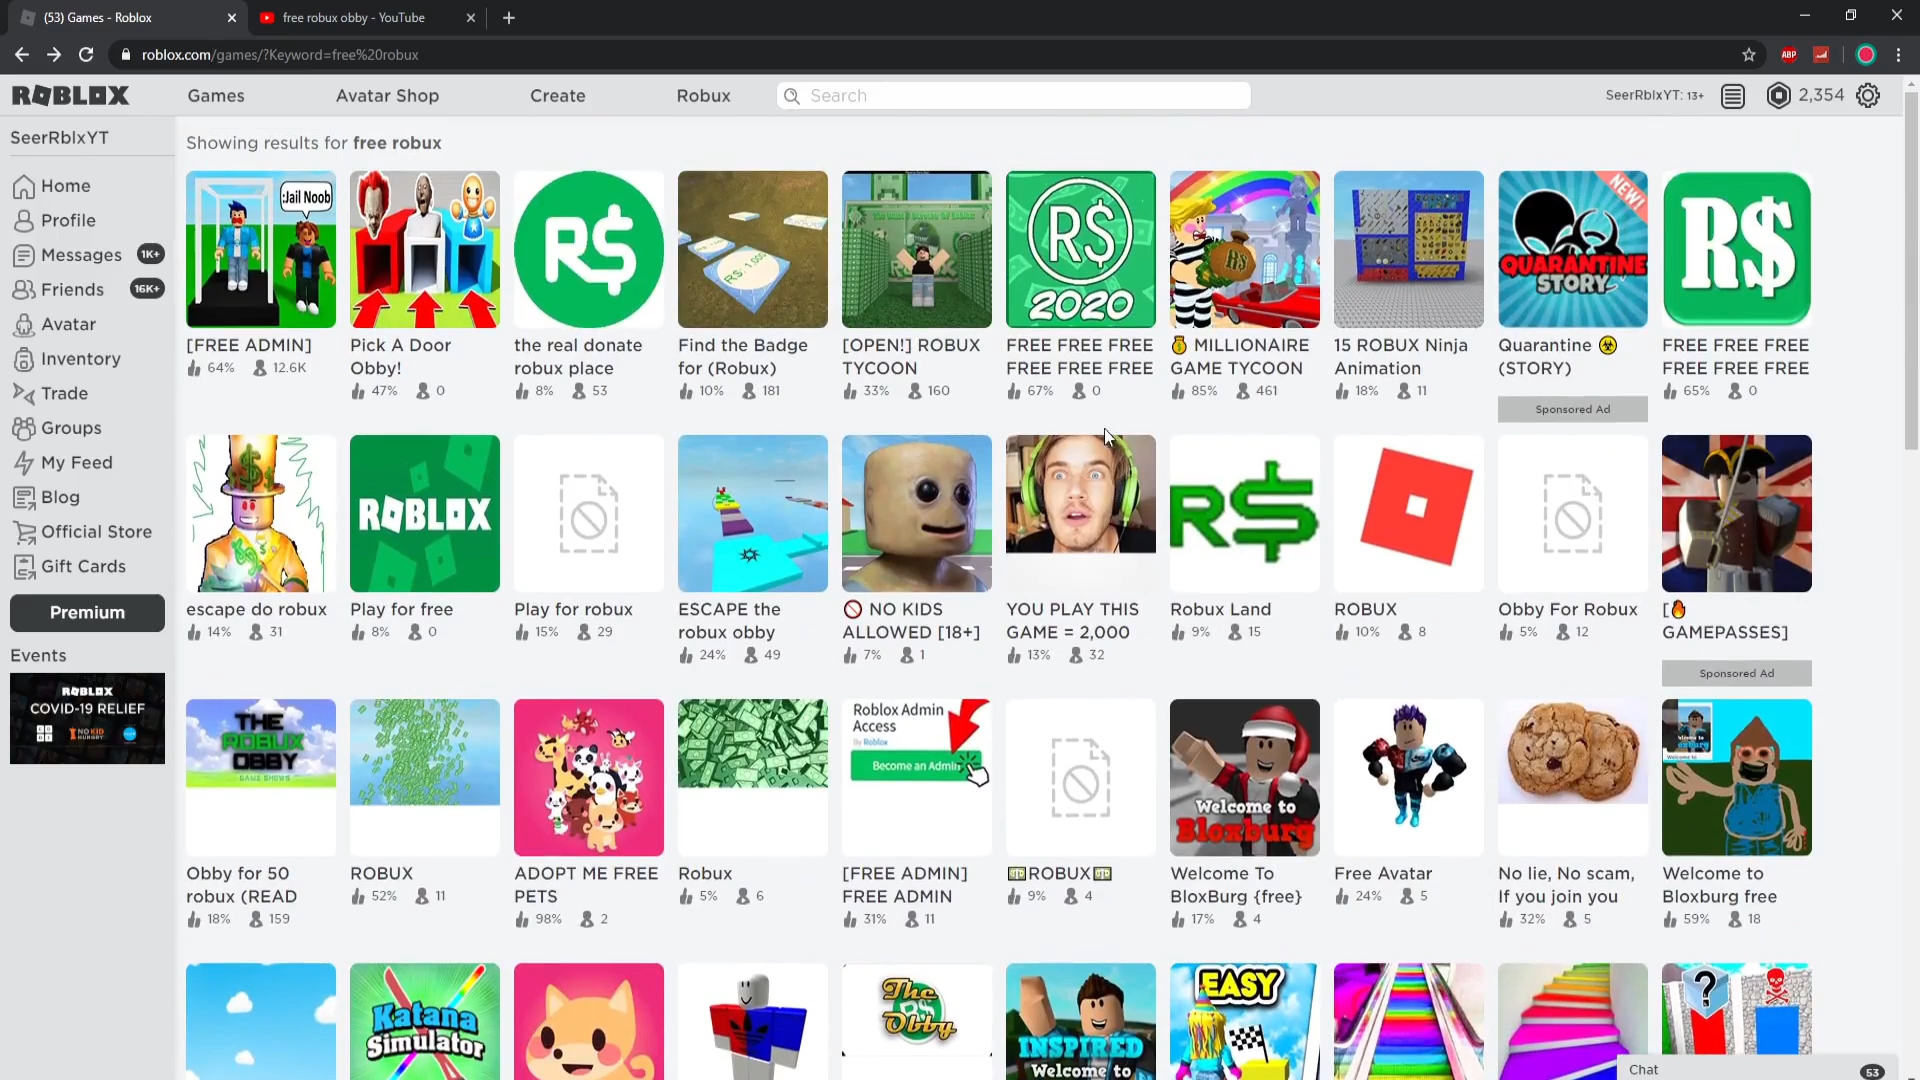 (53) Games - Roblox
free robux obby - YouTube
roblox.com/games/?Keyword=free%20robux
ABP
ROBLOX
Games
Avatar Shop
Create
Robux
Search
SeerRblxYT: 13+
2,354
SeerRblxYT
Home
Profile
Messages 1K+
Friends 16K+
Avatar
Inventory
Trade
Groups
My Feed
Blog
Official Store
Gift Cards
Premium
Events
ROBLOX
COVID-19 RELIEF
NO KID
HUNGRY
Showing results for free robux
:Jail Noob
[FREE ADMIN]
64% 12.6K
Pick A Door
Obby!
47% 0
R$
the real donate
robux place
8% 53
RS. 1,000
Find the Badge
for (Robux)
10% 181
[OPEN!] ROBUX
TYCOON
33% 160
R$
2020
FREE FREE FREE
FREE FREE FREE
67% 0
R$
💰 MILLIONAIRE
GAME TYCOON
85% 461
15 ROBUX Ninja
Animation
18% 11
NEW!
QUARANTINE
STORY
Quarantine ☣
(STORY)
Sponsored Ad
R$
FREE FREE FREE
FREE FREE FREE
65% 0
escape do robux
14% 31
ROBLOX
Play for free
8% 0
Play for robux
15% 29
ESCAPE the
robux obby
24% 49
🚫 NO KIDS
ALLOWED [18+]
7% 1
YOU PLAY THIS
GAME = 2,000
13% 32
R$
Robux Land
9% 15
ROBUX
10% 8
Obby For Robux
5% 12
[🔥
GAMEPASSES]
Sponsored Ad
THE
ROBUX
OBBY
GAME SHOWS
Obby for 50
robux (READ
18% 159
ROBUX
52% 11
ADOPT ME FREE
PETS
98% 2
Robux
5% 6
Roblox Admin
Access
By Roblox
Become an Admin
[FREE ADMIN]
FREE ADMIN
31% 11
💵ROBUX💵
9% 4
Welcome to
Bloxburg
Welcome To
BloxBurg {free}
17% 4
Free Avatar
24% 5
No lie, No scam,
If you join you
32% 5
Welcome to
Bloxburg free
59% 18
Katana
Simulator
The
Obby
INSPIRED
Welcome to
EASY
?
Chat
53